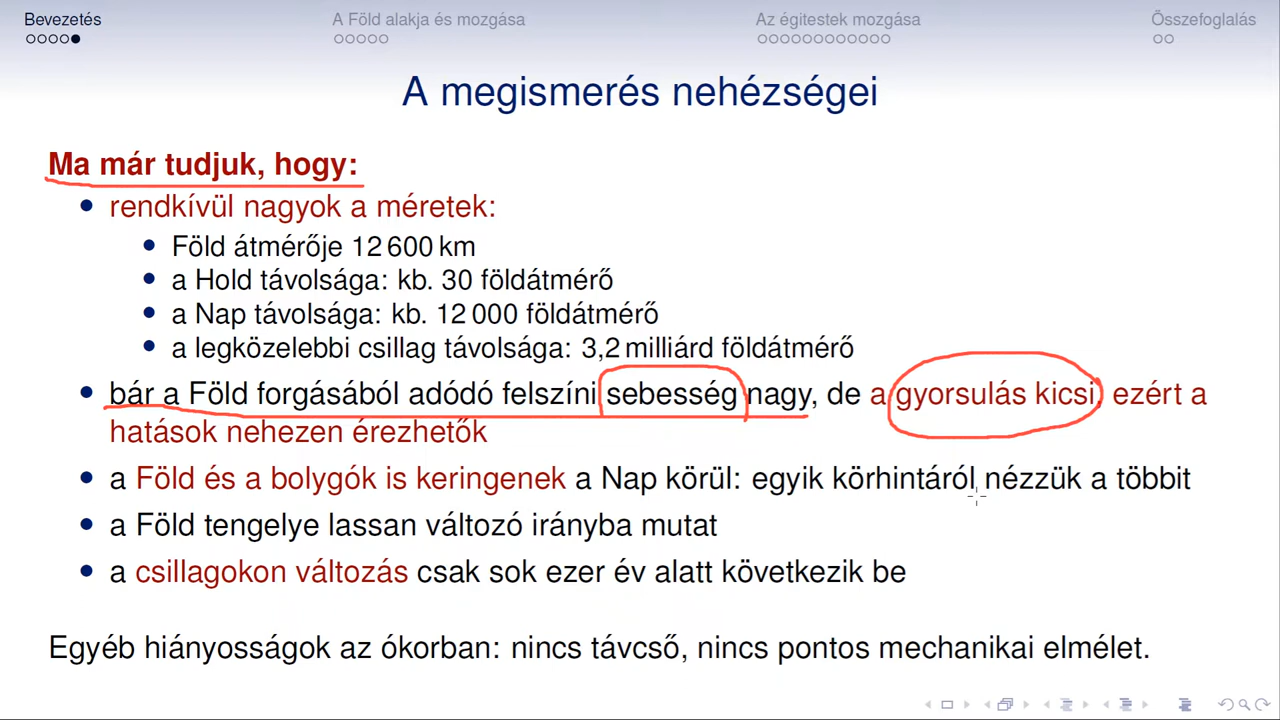 Bevezetés
A Föld alakja és mozgása
Az égitestek mozgása
Összefoglalás
A megismerés nehézségei
Ma már tudjuk, hogy:
rendkívül nagyok a méretek:
Föld átmérője 12 600 km
a Hold távolsága: kb. 30 földátmérő
a Nap távolsága: kb. 12 000 földátmérő
a legközelebbi csillag távolsága: 3,2 milliárd földátmérő
bár a Föld forgásából adódó felszíni sebesség nagy, de a gyorsulás kicsi, ezért a
hatások nehezen érezhetők
a Föld és a bolygók is keringenek a Nap körül: egyik körhintáról nézzük a többit
a Föld tengelye lassan változó irányba mutat
a csillagokon változás csak sok ezer év alatt következik be
Egyéb hiányosságok az ókorban: nincs távcső, nincs pontos mechanikai elmélet.